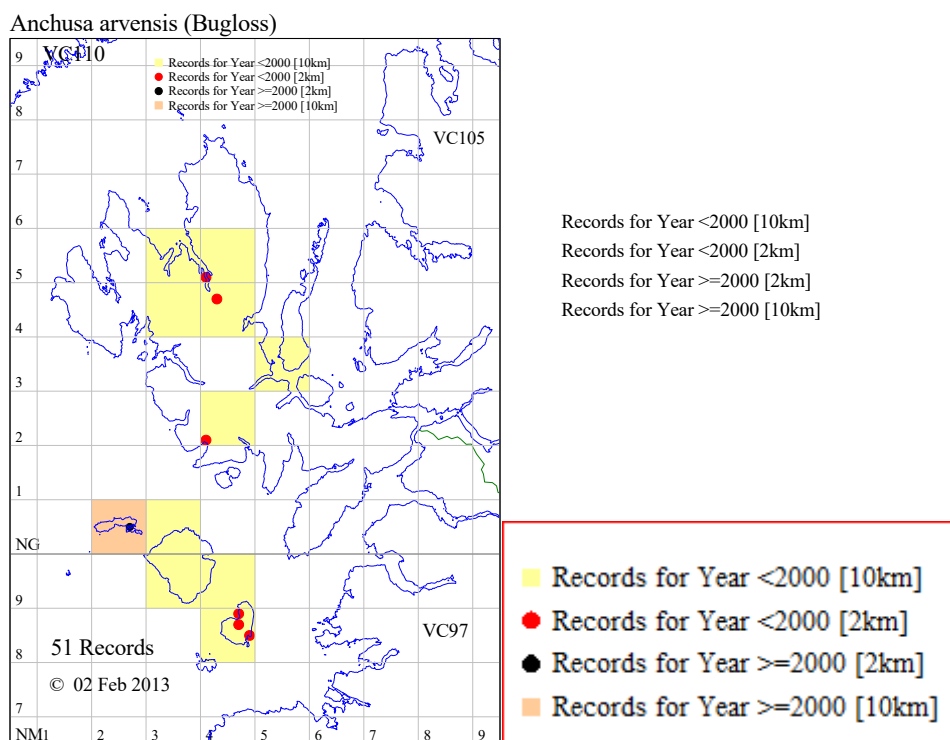 Anchusa arvensis (Bugloss)
VC110
9
Records for Year <2000 [10km]
Records for Year <2000 [2km]
Records for Year >=2000 [2km]
Records for Year >=2000 [10km]
8
VC105
7
6
5
4
3
2
1
NG
9
8
7
51 Records
VC97
© 02 Feb 2013
NM1 2 3 4 5 6 7 8 9
Records for Year <2000 [10km]
Records for Year <2000 [2km]
Records for Year >=2000 [2km]
Records for Year >=2000 [10km]
Records for Year <2000 [10km]
Records for Year <2000 [2km]
Records for Year >=2000 [2km]
Records for Year >=2000 [10km]